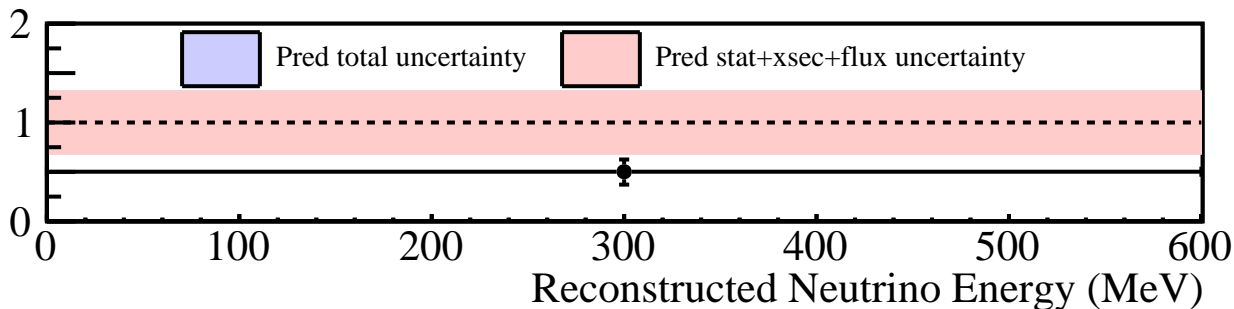 2
Pred total uncertainty Pred stat+xsec+flux uncertainty
1
0
0 100 200 300 400 500 600
Reconstructed Neutrino Energy (MeV)